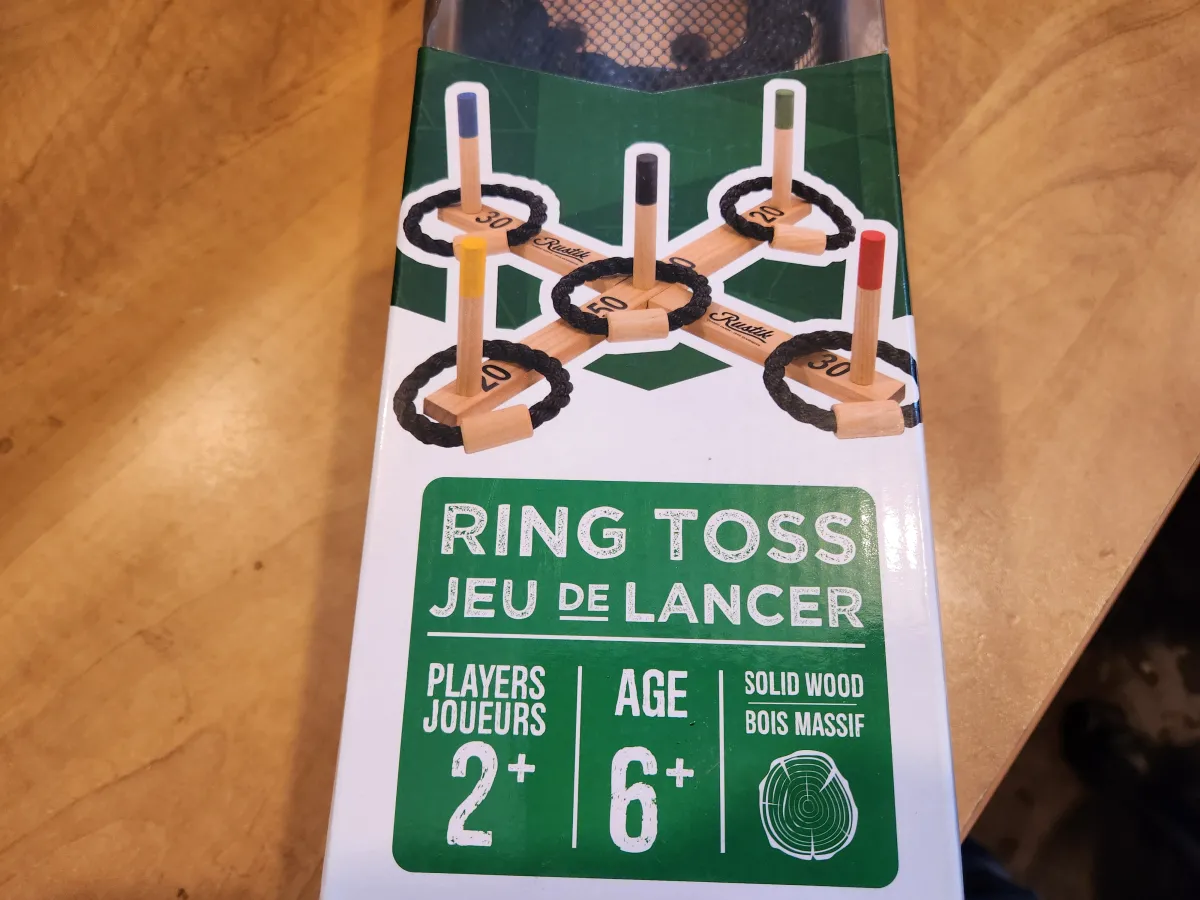 30
20
Rustik
50
Rustik
20
30
RING TOSS
JEU DE LANCER
PLAYERS
JOUEURS
2+
AGE
6+
SOLID WOOD
BOIS MASSIF